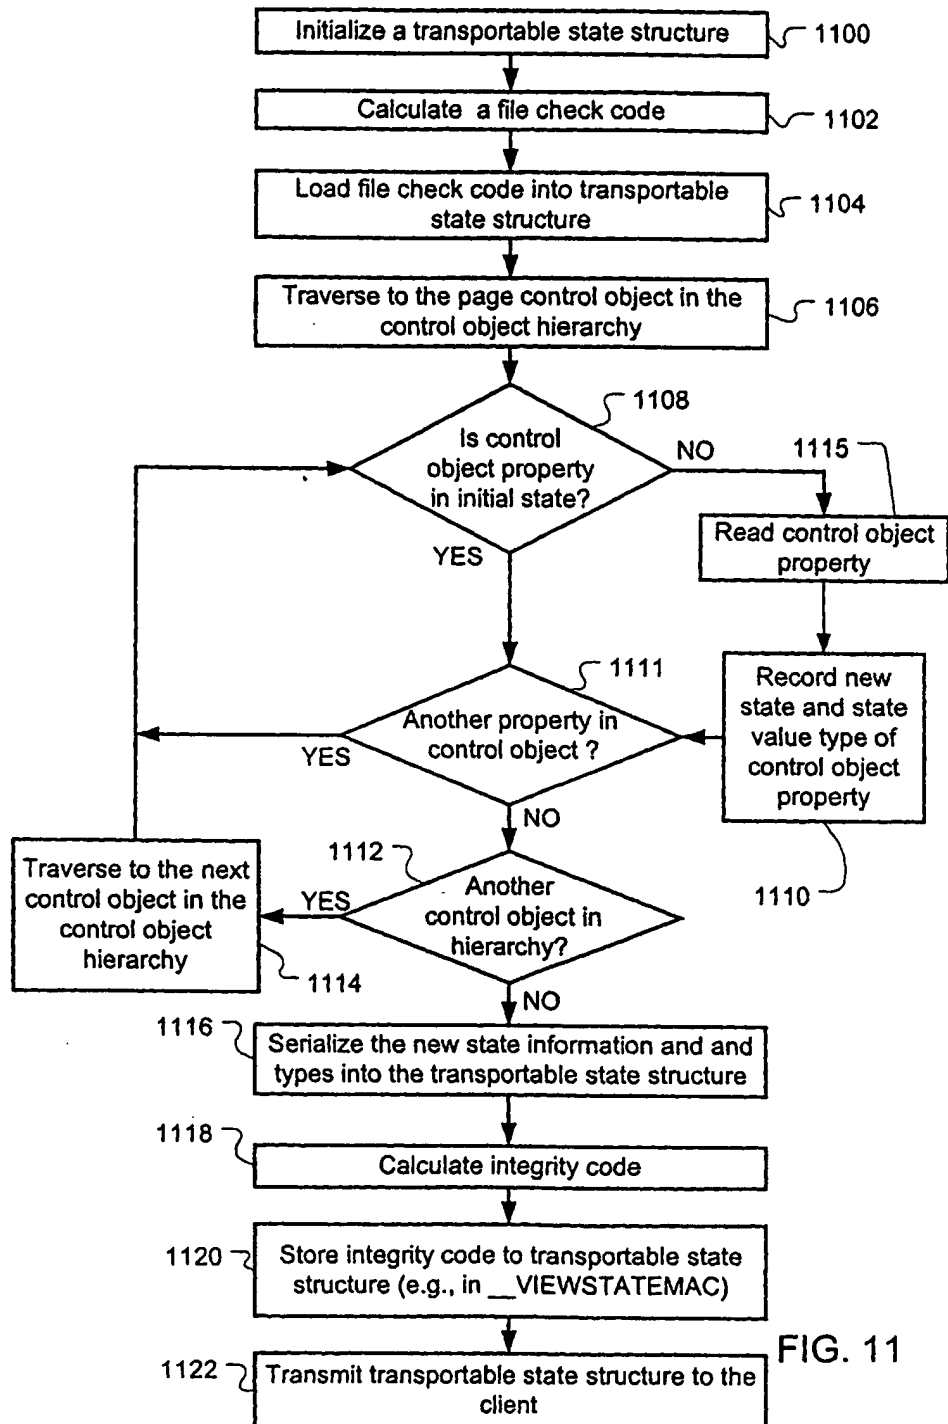 Initialize a transportable state structure
1100
Calculate a file check code
1102
Load file check code into transportable
state structure
1104
Traverse to the page control object in the
control object hierarchy
1106
1108
Is control
object property
in initial state?
NO
YES
1115
Read control object
property
1111
Another property in
control object ?
YES
NO
Record new
state and state
value type of
control object
property
1110
1112
Another
control object in
hierarchy?
YES
NO
Traverse to the next
control object in the
control object
hierarchy
1114
1116
Serialize the new state information and and
types into the transportable state structure
1118
Calculate integrity code
1120
Store integrity code to transportable state
structure (e.g., in __VIEWSTATEMAC)
FIG. 11
1122
Transmit transportable state structure to the
client